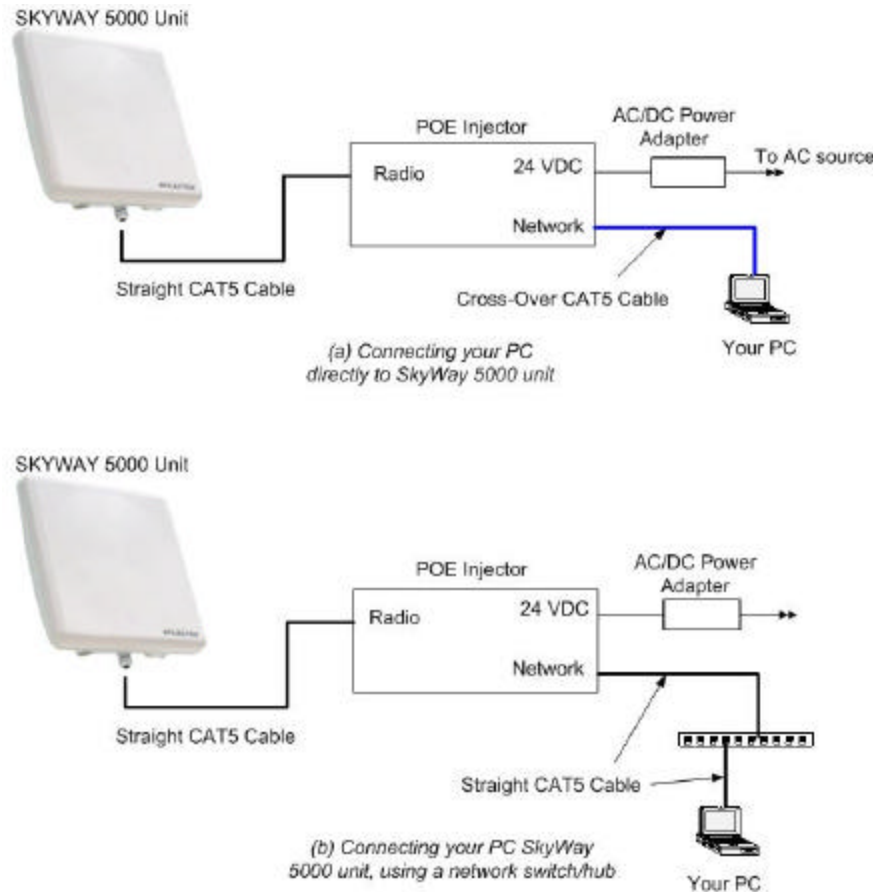 SKYWAY 5000 Unit
POE Injector
AC/DC Power
Adapter
Radio
24 VDC
To AC source
Network
Straight CAT5 Cable
Cross-Over CAT5 Cable
Your PC
(a) Connecting your PC
directly to SkyWay 5000 unit
SKYWAY 5000 Unit
POE Injector
AC/DC Power
Adapter
Radio
24 VDC
Network
Straight CAT5 Cable
Straight CAT5 Cable
(b) Connecting your PC SkyWay
5000 unit, using a network switch/hub
Your PC